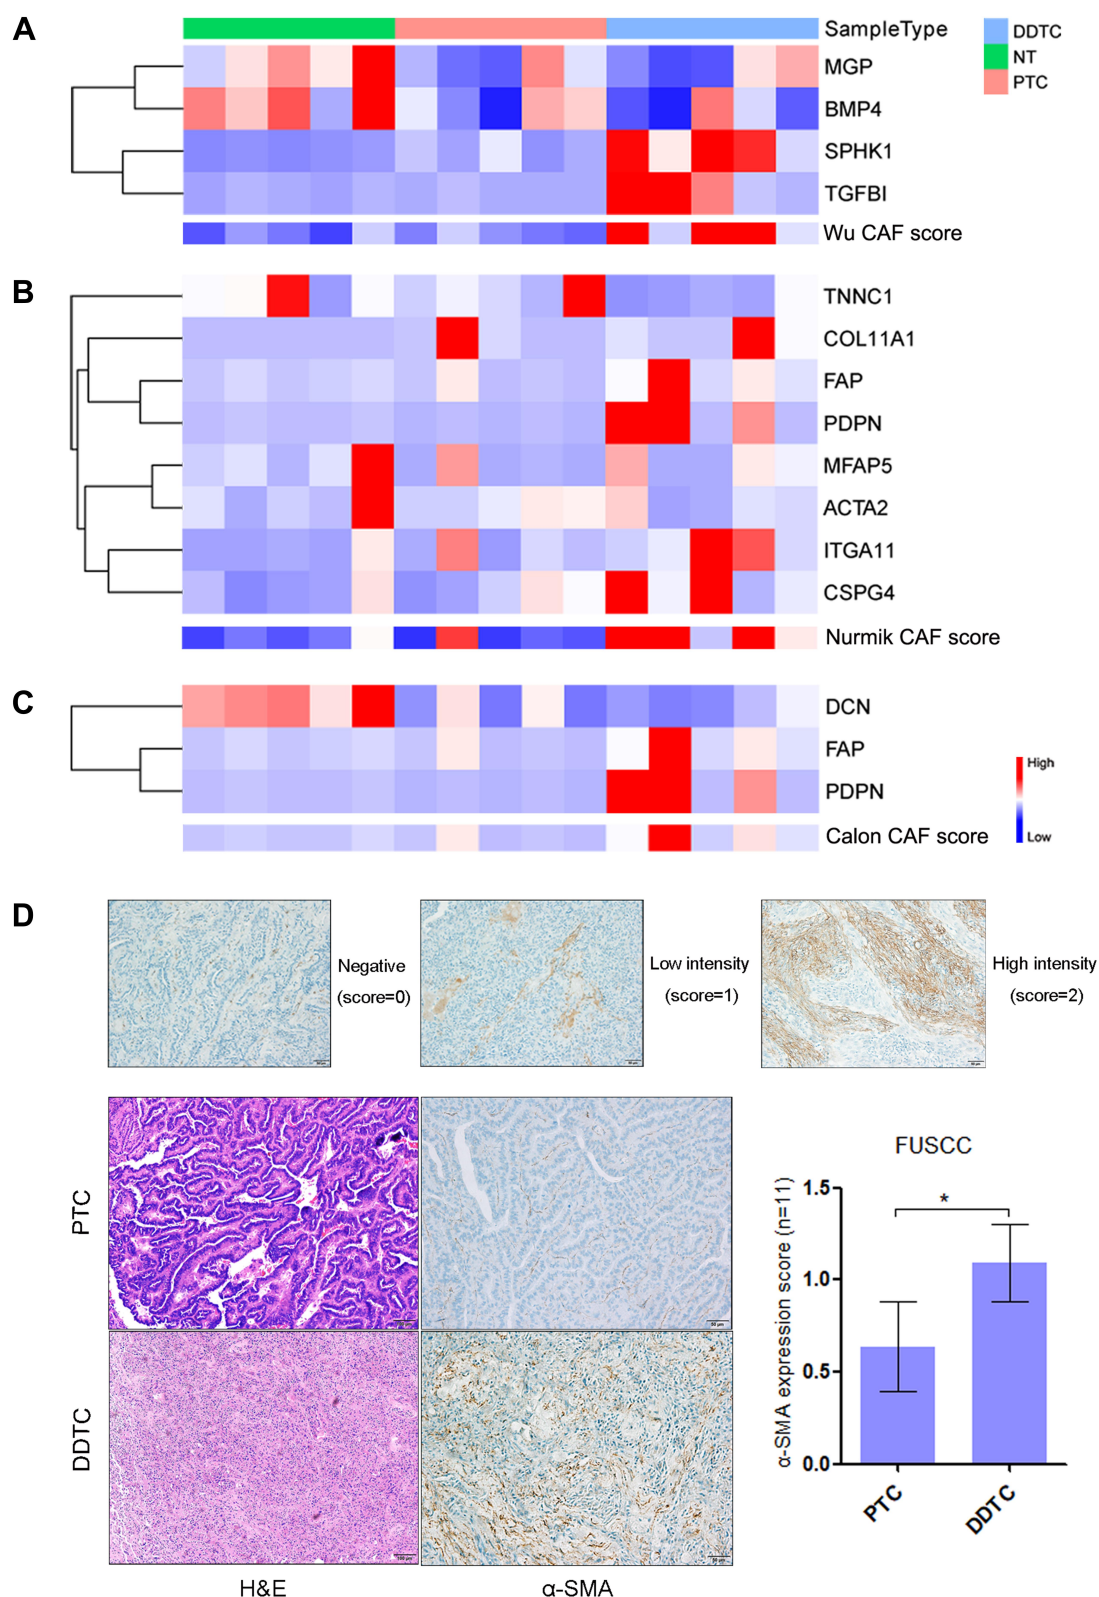 A
SampleType
DDTC
NT
PTC
MGP
BMP4
SPHK1
TGFBI
Wu CAF score
B
TNNC1
COL11A1
FAP
PDPN
MFAP5
ACTA2
ITGA11
CSPG4
Nurmik CAF score
C
DCN
FAP
PDPN
Calon CAF score
High
Low
D
Negative
(score=0)
Low intensity
(score=1)
High intensity
(score=2)
PTC
DDTC
H&E
α-SMA
FUSCC
α-SMA expression score (n=11)
1.5
1.0
0.5
0.0
*
PTC
DDTC